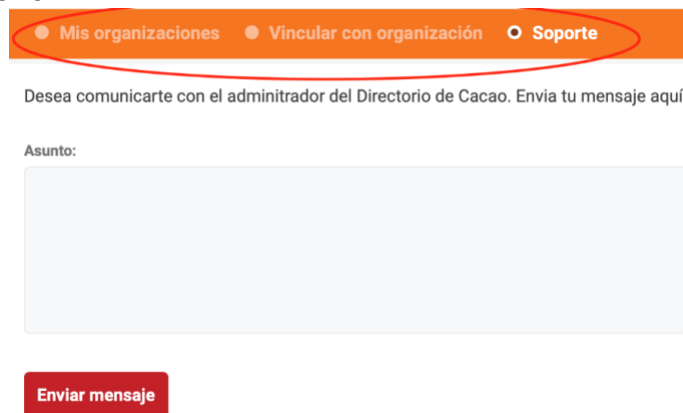 Mis organizaciones Vincular con organización Soporte
Desea comunicarte con el adminitrador del Directorio de Cacao. Envia tu mensaje aquí
Asunto:
Enviar mensaje